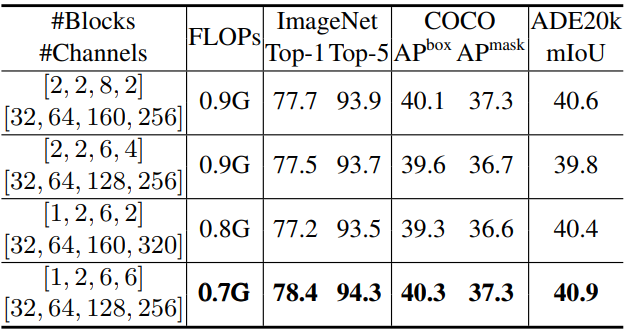 #Blocks
#Channels FLOPs ImageNet COCO ADE20k
Top-1 Top-5 AP^box AP^mask mIoU
[2, 2, 8, 2]
[32, 64, 160, 256] 0.9G 77.7 93.9 40.1 37.3 40.6
[2, 2, 6, 4]
[32, 64, 128, 256] 0.9G 77.5 93.7 39.6 36.7 39.8
[1, 2, 6, 2]
[32, 64, 160, 320] 0.8G 77.2 93.5 39.3 36.6 40.4
[1, 2, 6, 6]
[32, 64, 128, 256] 0.7G 78.4 94.3 40.3 37.3 40.9